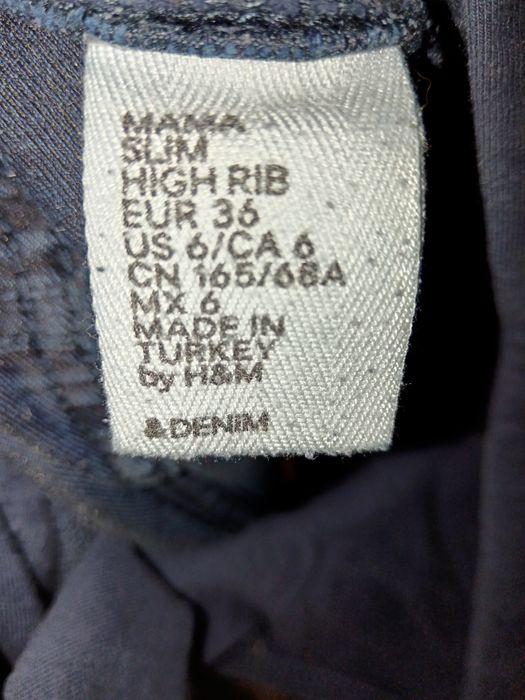 MAMA
SLIM
HIGH RIB
EUR 36
US 6/CA 6
CN 165/68A
MX 6
MADE IN
TURKEY
by H&M
&DENIM